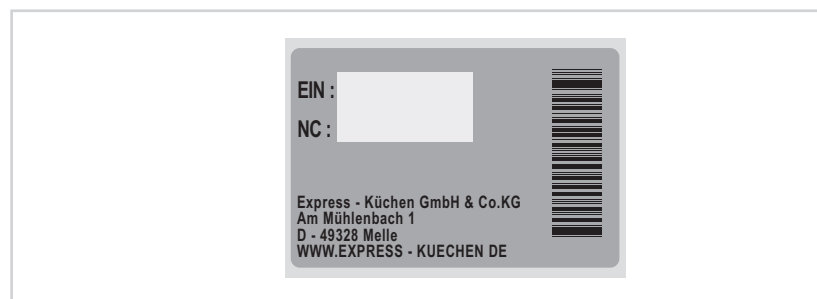 EIN :
NC :
Express - Küchen GmbH & Co.KG
Am Mühlenbach 1
D - 49328 Melle
WWW.EXPRESS - KUECHEN DE